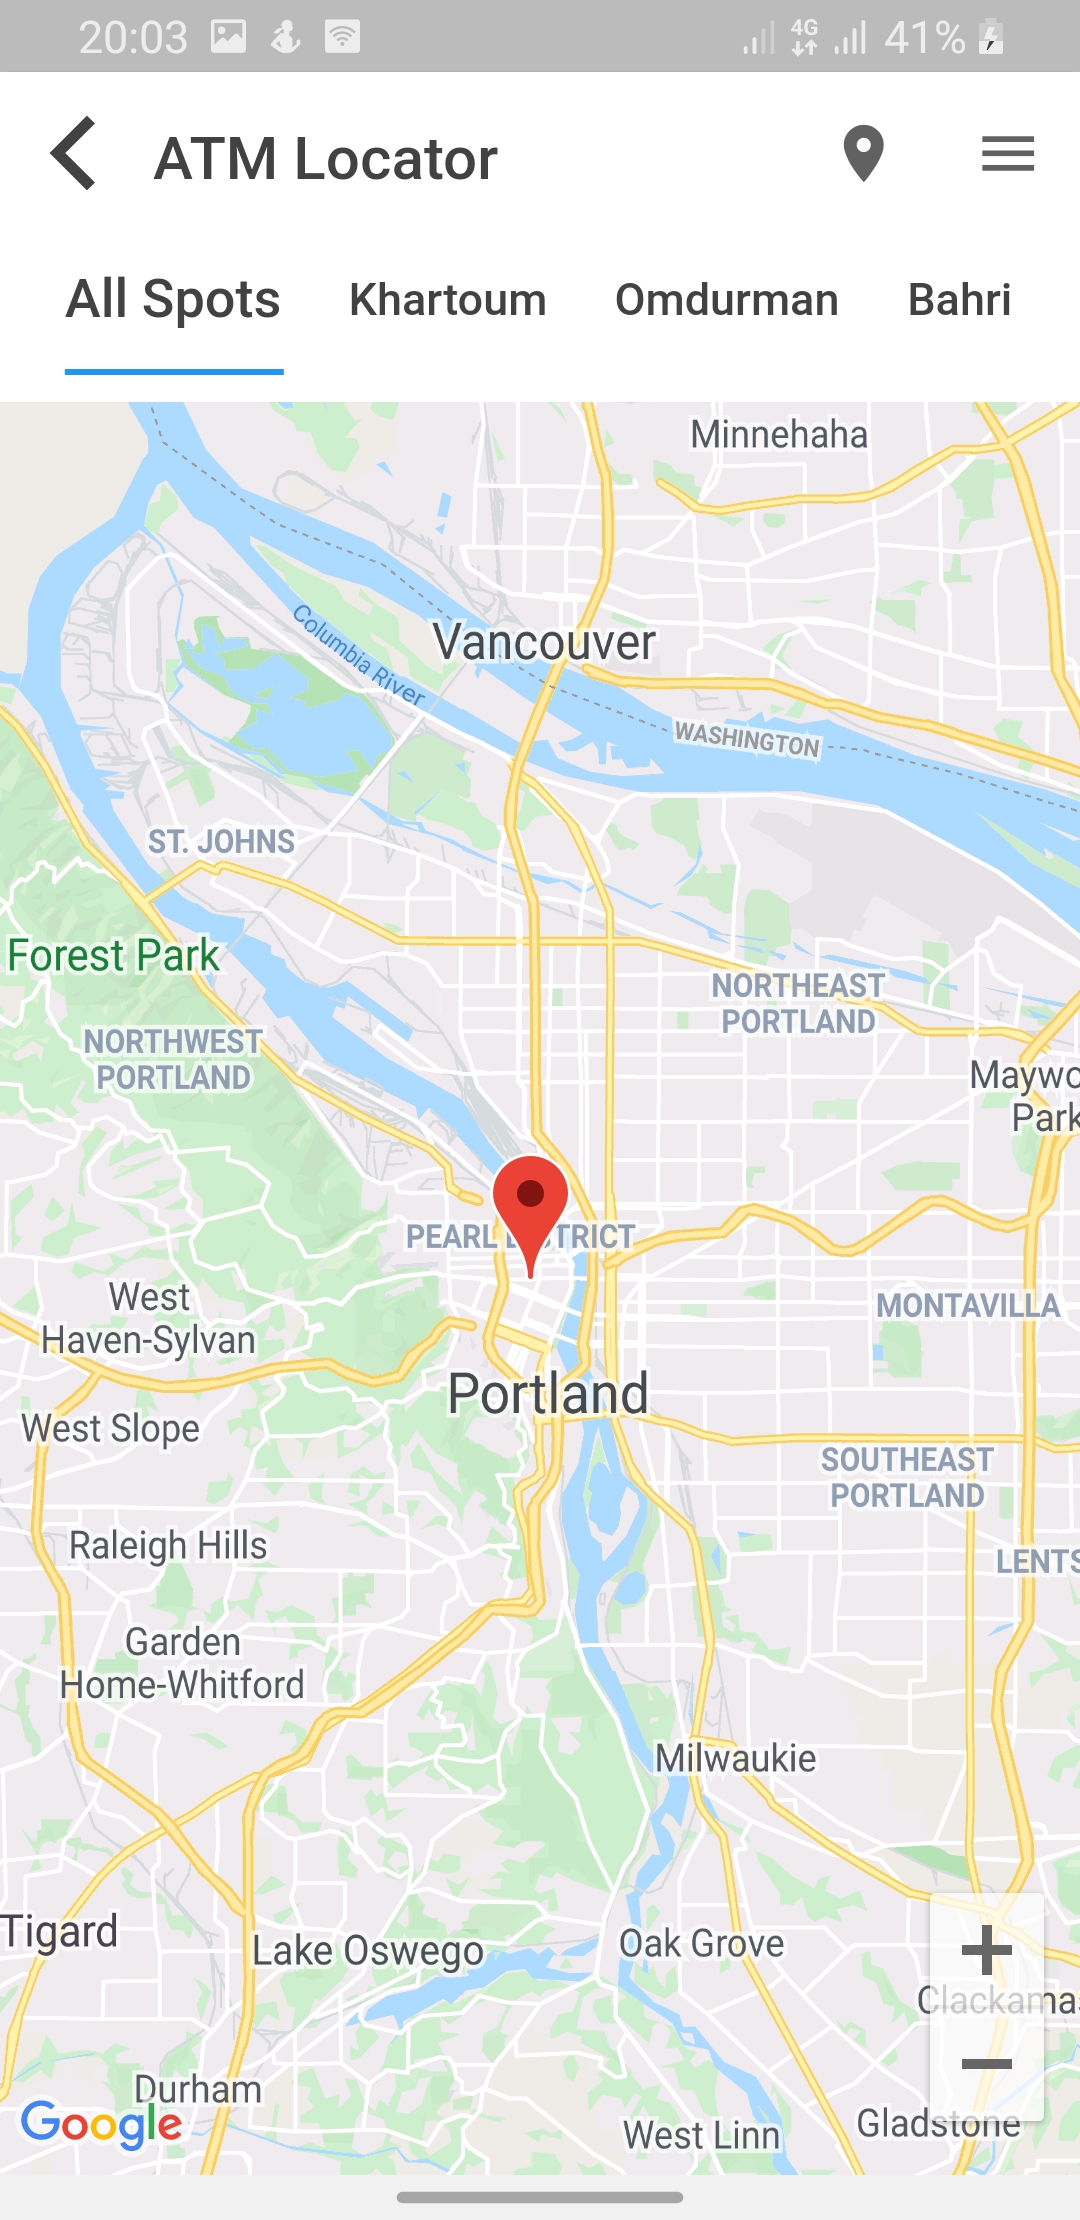 20:03 4G 41%
ATM Locator
All Spots Khartoum Omdurman Bahri
Minnehaha
Columbia River
Vancouver
WASHINGTON
ST. JOHNS
Forest Park
NORTHEAST
PORTLAND
NORTHWEST
PORTLAND
Maywo
Park
PEARL
TRICT
West
Haven-Sylvan
MONTAVILLA
Portland
West Slope
SOUTHEAST
PORTLAND
Raleigh Hills
LENTS
Garden
Home-Whitford
Milwaukie
Tigard
Lake Oswego
Oak Grove
Clackamas
Durham
Google
West Linn
Gladstone